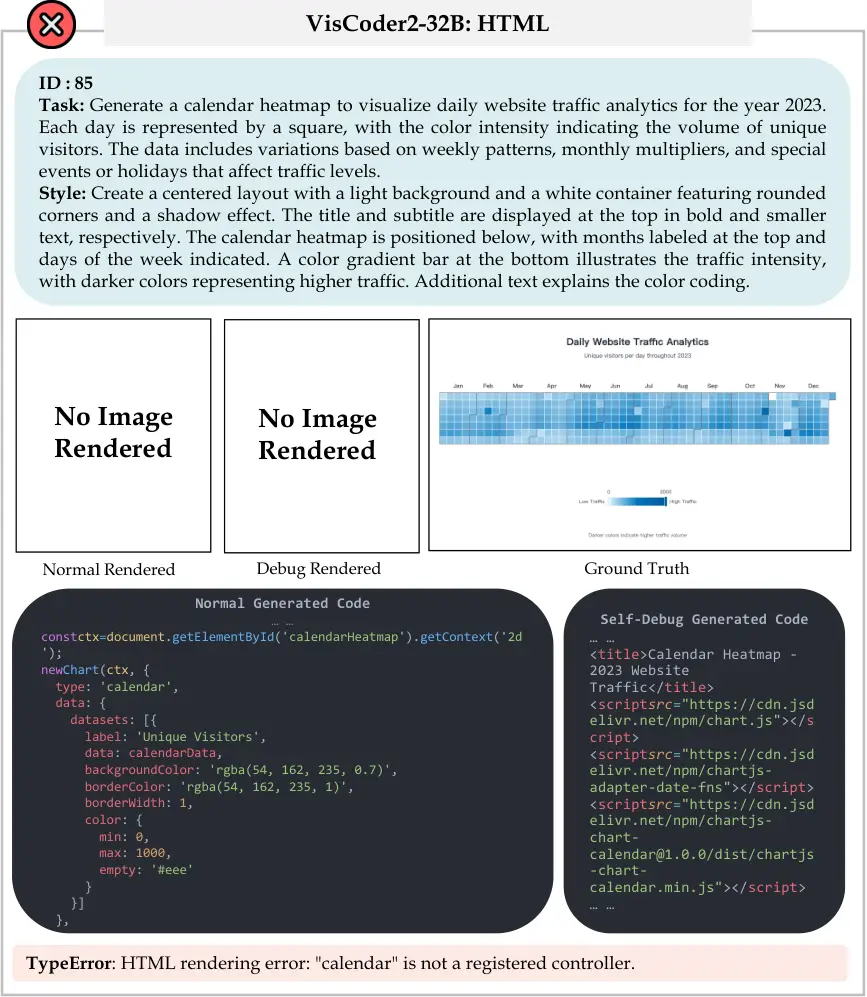 VisCoder2-32B: HTML
ID : 85
Task: Generate a calendar heatmap to visualize daily website traffic analytics for the year 2023.
Each day is represented by a square, with the color intensity indicating the volume of unique
visitors. The data includes variations based on weekly patterns, monthly multipliers, and special
events or holidays that affect traffic levels.
Style: Create a centered layout with a light background and a white container featuring rounded
corners and a shadow effect. The title and subtitle are displayed at the top in bold and smaller
text, respectively. The calendar heatmap is positioned below, with months labeled at the top and
days of the week indicated. A color gradient bar at the bottom illustrates the traffic intensity,
with darker colors representing higher traffic. Additional text explains the color coding.
No Image
Rendered
No Image
Rendered
Daily Website Traffic Analytics
Unique visitors per day throughout 2023
Jan Feb Mar Apr May Jun Jul Aug Sep Oct Nov Dec
0 2000
Low Traffic High Traffic
Darker colors indicate higher traffic volume
Normal Rendered
Debug Rendered
Ground Truth
Normal Generated Code
… …
constctx=document.getElementById('calendarHeatmap').getContext('2d
');
newChart(ctx, {
type: 'calendar',
data: {
datasets: [{
label: 'Unique Visitors',
data: calendarData,
backgroundColor: 'rgba(54, 162, 235, 0.7)',
borderColor: 'rgba(54, 162, 235, 1)',
borderWidth: 1,
color: {
min: 0,
max: 1000,
empty: '#eee'
}
}]
},
Self-Debug Generated Code
… …
<title>Calendar Heatmap -
2023 Website
Traffic</title>
<scriptsrc="https://cdn.jsd
elivr.net/npm/chart.js"></s
cript>
<scriptsrc="https://cdn.jsd
elivr.net/npm/chartjs-
adapter-date-fns"></script>
<scriptsrc="https://cdn.jsd
elivr.net/npm/chartjs-
chart-
calendar@1.0.0/dist/chartjs
-chart-
calendar.min.js"></script>
… …
TypeError: HTML rendering error: "calendar" is not a registered controller.